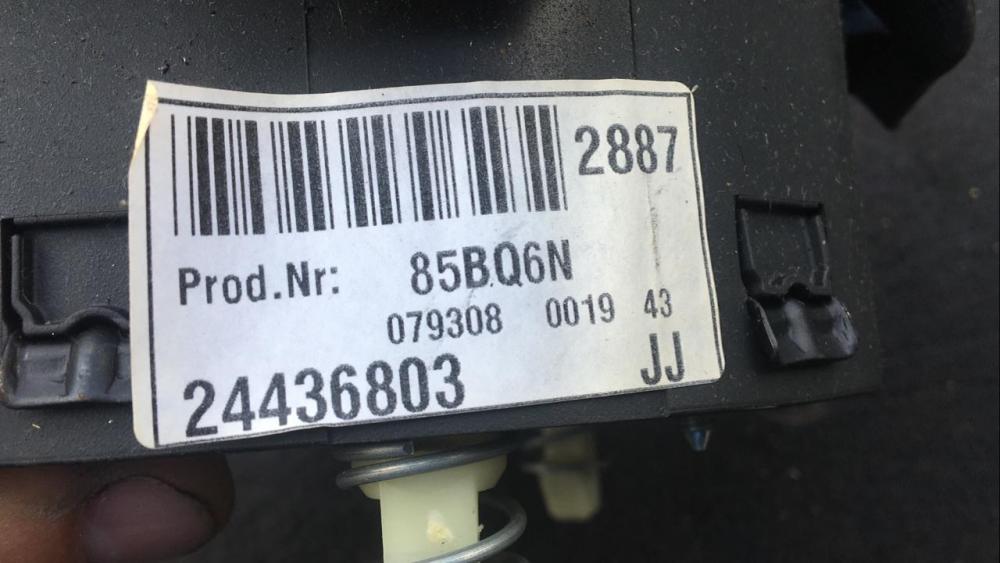 2887
Prod.Nr: 85BQ6N
079308 0019 43
24436803 JJ